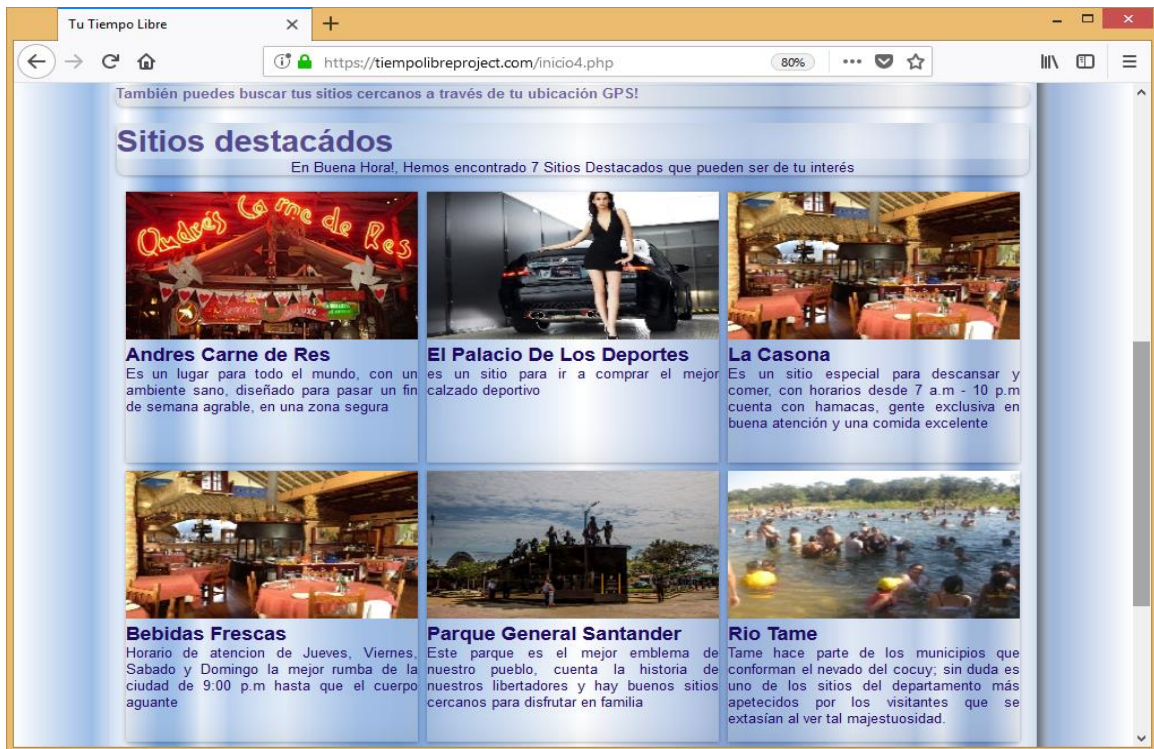 Tu Tiempo Libre
https://tiempolibreproject.com/inicio4.php
80%
También puedes buscar tus sitios cercanos a través de tu ubicación GPS!
Sitios destacádos
En Buena Hora!, Hemos encontrado 7 Sitios Destacados que pueden ser de tu interés
Andrés Carne de Res
Andres Carne de Res
Es un lugar para todo el mundo, con un
ambiente sano, diseñado para pasar un fin
de semana agrable, en una zona segura
El Palacio De Los Deportes
es un sitio para ir a comprar el mejor
calzado deportivo
La Casona
Es un sitio especial para descansar y
comer, con horarios desde 7 a.m - 10 p.m
cuenta con hamacas, gente exclusiva en
buena atención y una comida excelente
Bebidas Frescas
Horario de atencion de Jueves, Viernes,
Sabado y Domingo la mejor rumba de la
ciudad de 9:00 p.m hasta que el cuerpo
aguante
Parque General Santander
Este parque es el mejor emblema de
nuestro pueblo, cuenta la historia de
nuestros libertadores y hay buenos sitios
cercanos para disfrutar en familia
Rio Tame
Tame hace parte de los municipios que
conforman el nevado del cocuy; sin duda es
uno de los sitios del departamento más
apetecidos por los visitantes que se
extasían al ver tal majestuosidad.